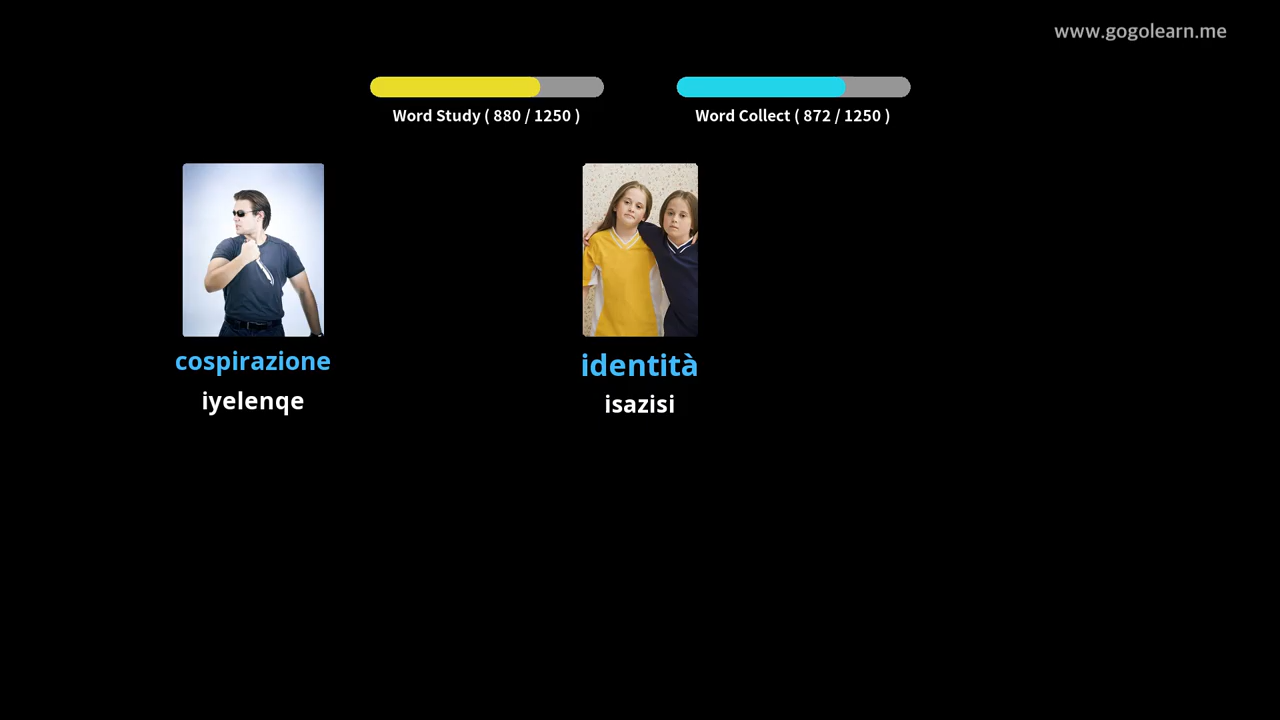 www.gogolearn.me
Word Study ( 880 / 1250 )
Word Collect ( 872 / 1250 )
cospirazione
iyelenqe
identità
isazisi